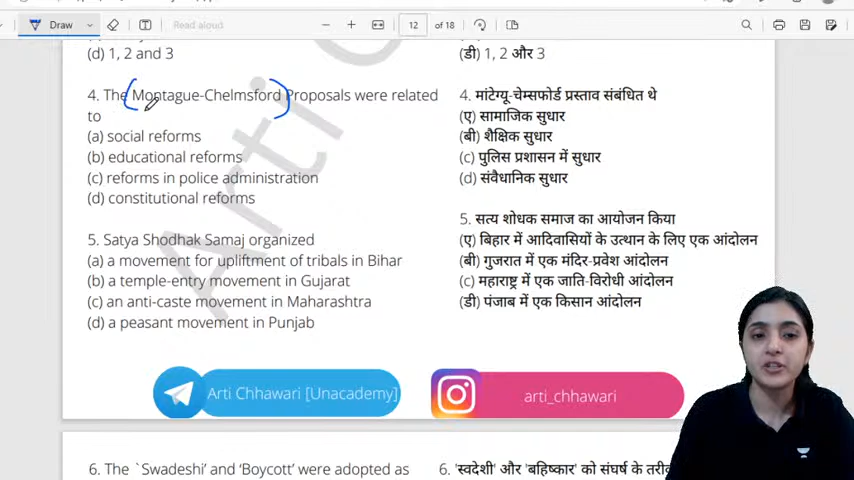 Draw
Read aloud
12
of 18
(d) 1, 2 and 3
4. The Montague-Chelmsford Proposals were related
to
(a) social reforms
(b) educational reforms
(c) reforms in police administration
(d) constitutional reforms
5. Satya Shodhak Samaj organized
(a) a movement for upliftment of tribals in Bihar
(b) a temple-entry movement in Gujarat
(c) an anti-caste movement in Maharashtra
(d) a peasant movement in Punjab
(डी) 1, 2 और 3
4. मांटेग्यू-चेम्सफोर्ड प्रस्ताव संबंधित थे
(ए) सामाजिक सुधार
(बी) शैक्षिक सुधार
(c) पुलिस प्रशासन में सुधार
(d) संवैधानिक सुधार
5. सत्य शोधक समाज का आयोजन किया
(ए) बिहार में आदिवासियों के उत्थान के लिए एक आंदोलन
(बी) गुजरात में एक मंदिर-प्रवेश आंदोलन
(c) महाराष्ट्र में एक जाति-विरोधी आंदोलन
(डी) पंजाब में एक किसान आंदोलन
Arti Chhawari [Unacademy]
arti_chhawari
6. The `Swadeshi' and ‘Boycott’ were adopted as
6. 'स्वदेशी' और 'बहिष्कार' को संघर्ष के
Arti